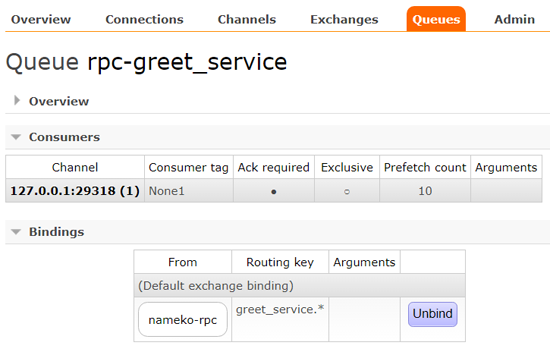 Overview Connections Channels Exchanges Queues Admin
Queue rpc-greet_service
Overview
Consumers
Channel Consumer tag Ack required Exclusive Prefetch count Arguments
127.0.0.1:29318 (1) None1 ● ○ 10
Bindings
From Routing key Arguments
(Default exchange binding)
nameko-rpc greet_service.* Unbind